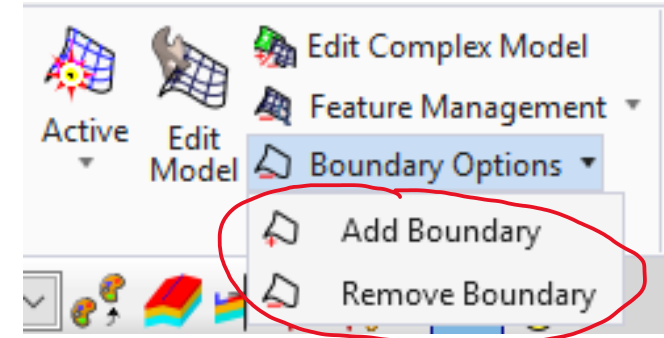 Active
Edit Model
Edit Complex Model
Feature Management
Boundary Options
Add Boundary
Remove Boundary